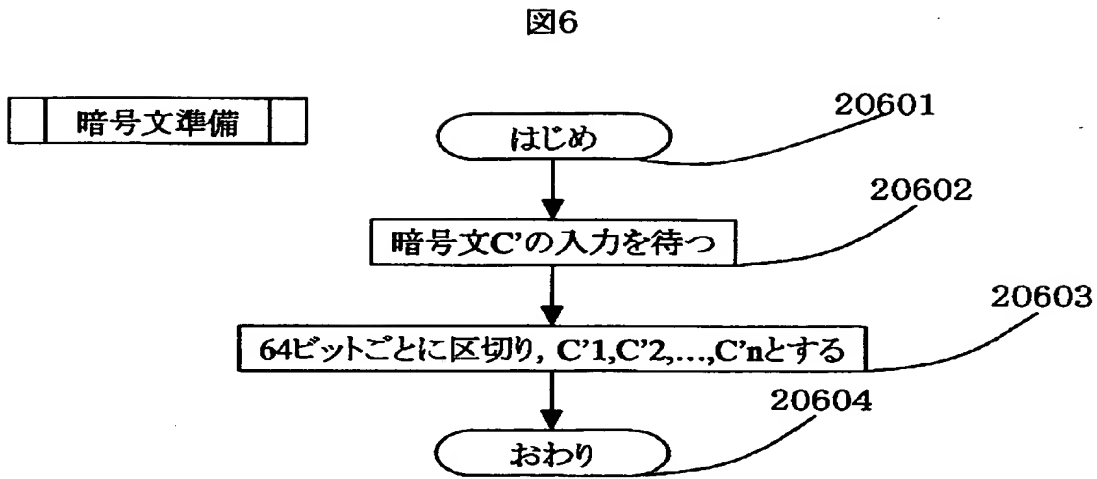 図6
暗号文準備
はじめ
20601
20602
暗号文C'の入力を待つ
20603
64ビットごとに区切り, C'1,C'2,...,C'nとする
20604
おわり